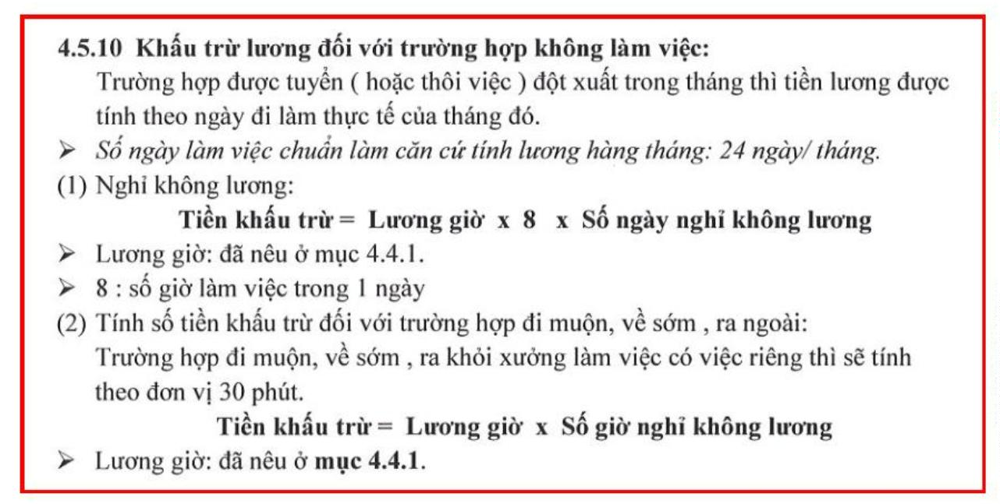 4.5.10 Khấu trừ lương đối với trường hợp không làm việc:
Trường hợp được tuyển ( hoặc thôi việc ) đột xuất trong tháng thì tiền lương được
tính theo ngày đi làm thực tế của tháng đó.
➢ Số ngày làm việc chuẩn làm căn cứ tính lương hàng tháng: 24 ngày/ tháng.
(1) Nghỉ không lương:
Tiền khấu trừ = Lương giờ x 8 x Số ngày nghỉ không lương
➢ Lương giờ: đã nêu ở mục 4.4.1.
➢ 8 : số giờ làm việc trong 1 ngày
(2) Tính số tiền khấu trừ đối với trường hợp đi muộn, về sớm , ra ngoài:
Trường hợp đi muộn, về sớm , ra khỏi xưởng làm việc có việc riêng thì sẽ tính
theo đơn vị 30 phút.
Tiền khấu trừ = Lương giờ x Số giờ nghỉ không lương
➢ Lương giờ: đã nêu ở mục 4.4.1.